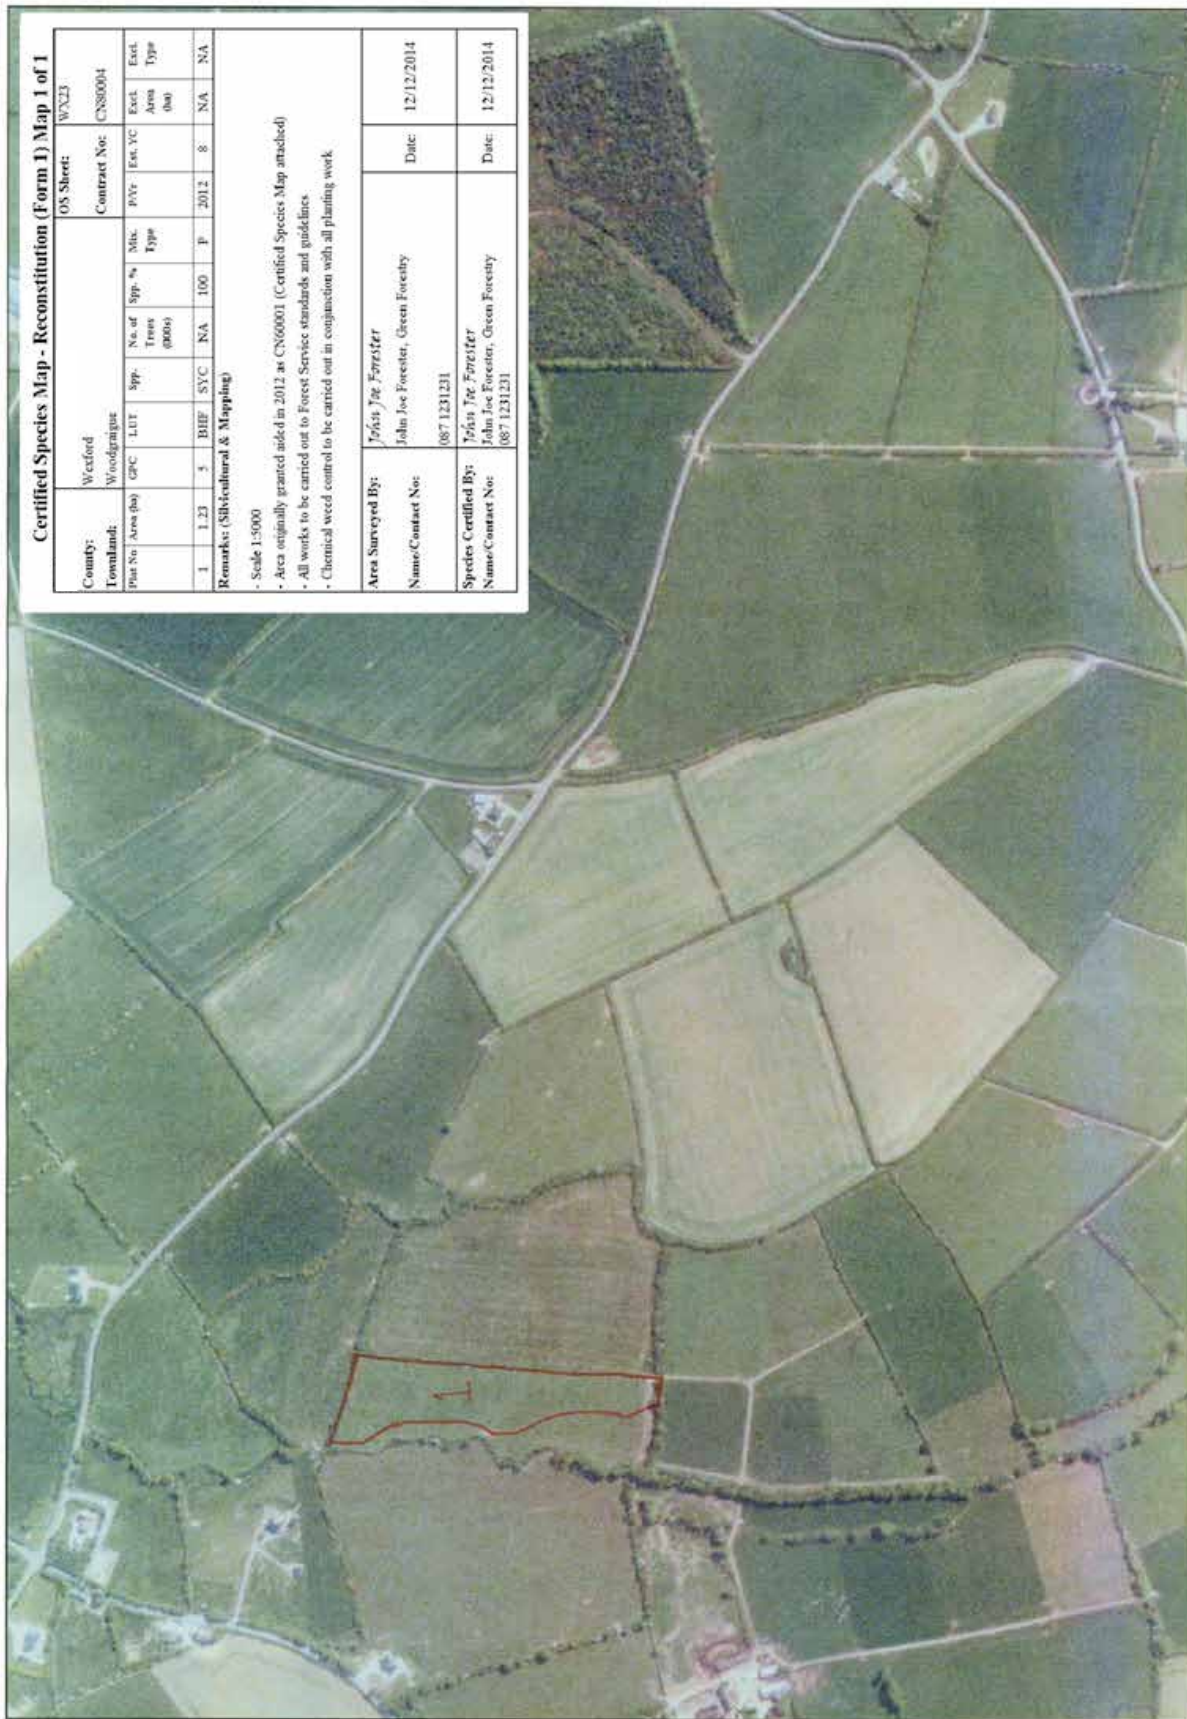 Certified Species Map - Reconstitution (Form 1) Map 1 of 1
County: Wexford OS Sheet: WX23
Townland: Woodgraigue Contract No: CN80004
Plot No Area (ha) GPC LUT Spp. No. of Trees (000s) Spp. % Mix. Type P/Yr Est. YC Excl. Area (ha) Excl. Type
1 1.23 5 BHF SYC NA 100 P 2012 8 NA NA
Remarks: (Silvicultural & Mapping)
- Scale 1:5000
• Area originally granted aided in 2012 as CN60001 (Certified Species Map attached)
• All works to be carried out to Forest Service standards and guidelines
• Chemical weed control to be carried out in conjunction with all planting work
Area Surveyed By: John Joe Forester
Name/Contact No: John Joe Forester, Green Forestry Date: 12/12/2014
087 1231231
Species Certified By: John Joe Forester
Name/Contact No: John Joe Forester, Green Forestry Date: 12/12/2014
087 1231231
1